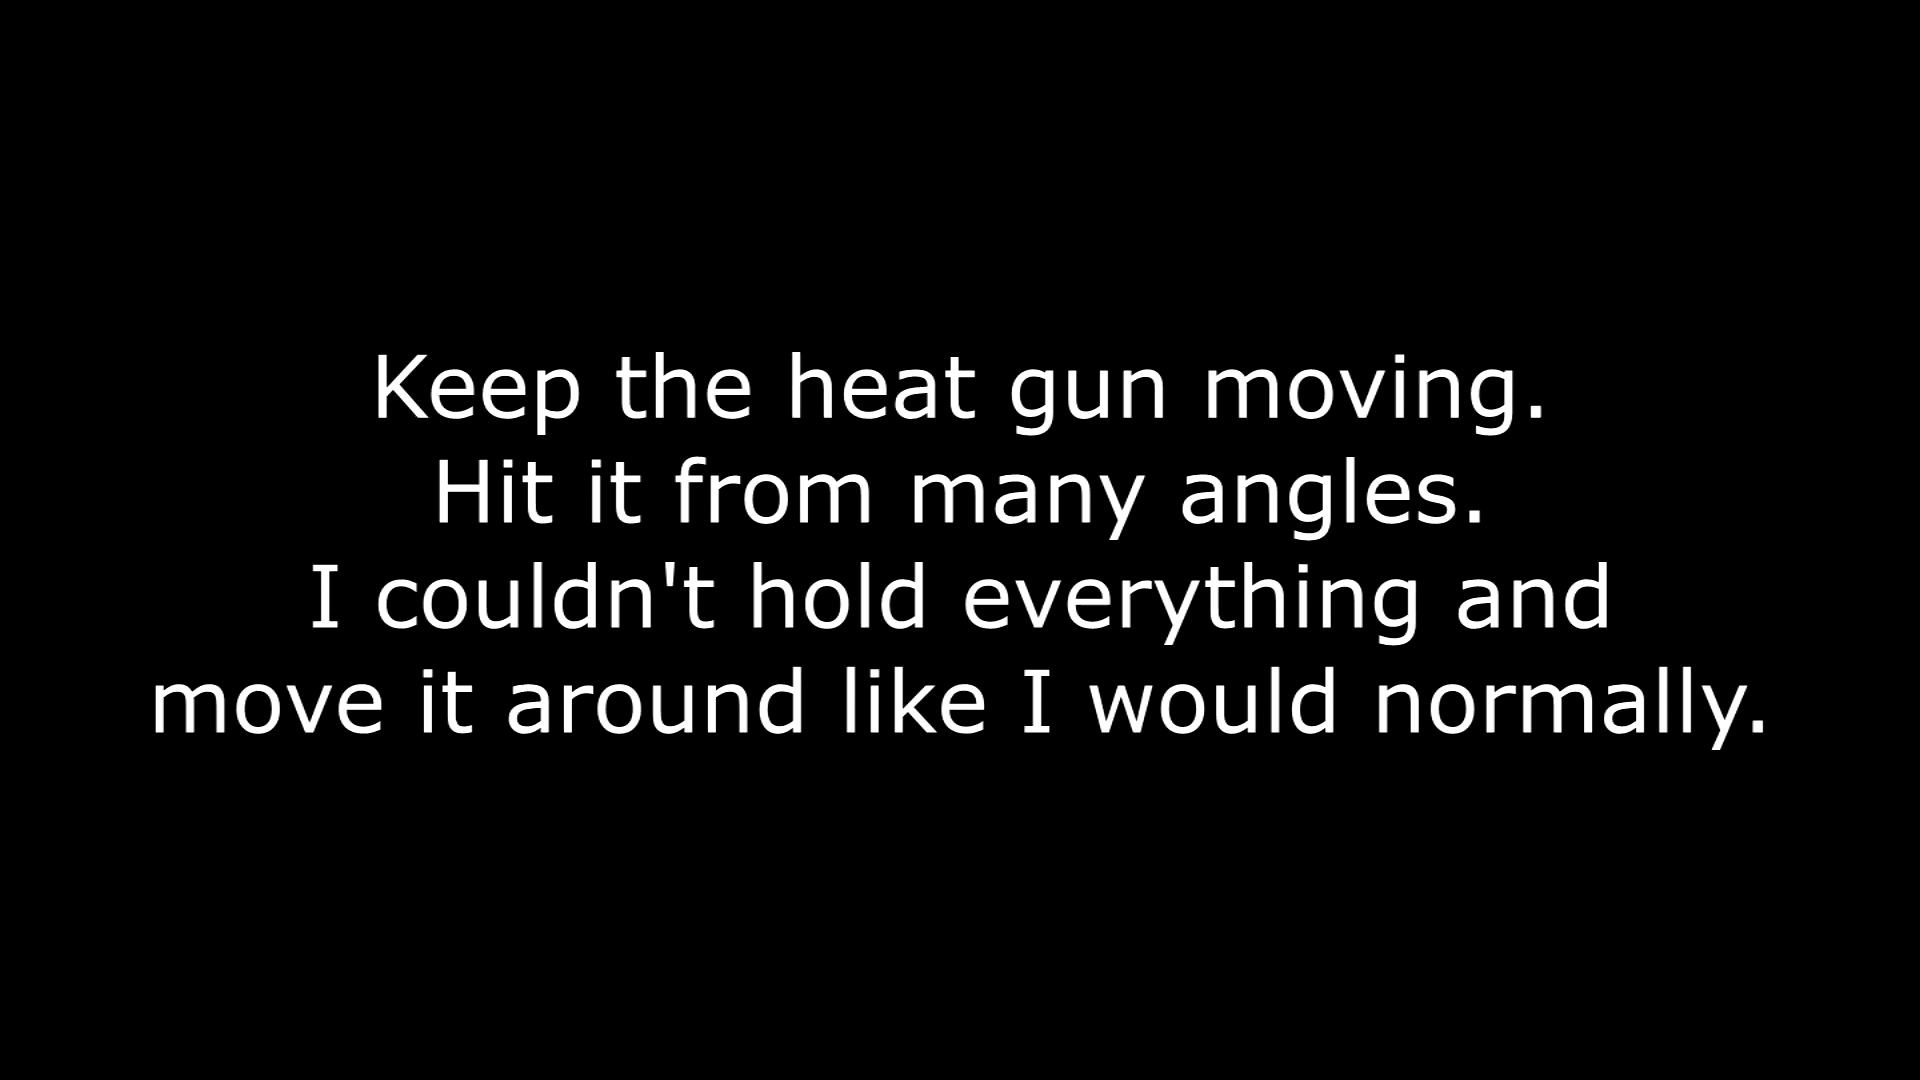 Keep the heat gun moving.
Hit it from many angles.
I couldn't hold everything and
move it around like I would normally.